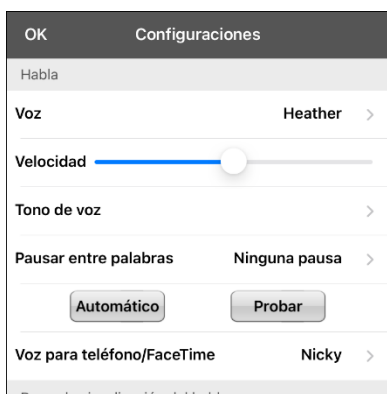 OK Configuraciones
Habla
Voz Heather
Velocidad
Tono de voz
Pausar entre palabras Ninguna pausa
Automático Probar
Voz para teléfono/FaceTime Nicky